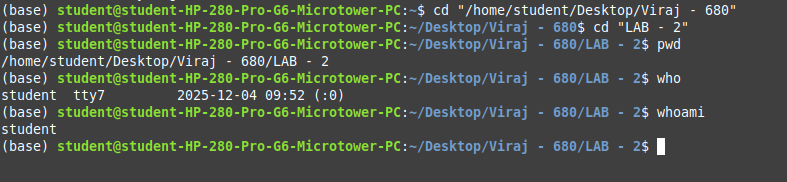 (base) student@student-HP-280-Pro-G6-Microtower-PC:~$ cd "/home/student/Desktop/Viraj - 680"
(base) student@student-HP-280-Pro-G6-Microtower-PC:~/Desktop/Viraj - 680$ cd "LAB - 2"
(base) student@student-HP-280-Pro-G6-Microtower-PC:~/Desktop/Viraj - 680/LAB - 2$ pwd
/home/student/Desktop/Viraj - 680/LAB - 2
(base) student@student-HP-280-Pro-G6-Microtower-PC:~/Desktop/Viraj - 680/LAB - 2$ who
student  tty7         2025-12-04 09:52 (:0)
(base) student@student-HP-280-Pro-G6-Microtower-PC:~/Desktop/Viraj - 680/LAB - 2$ whoami
student
(base) student@student-HP-280-Pro-G6-Microtower-PC:~/Desktop/Viraj - 680/LAB - 2$